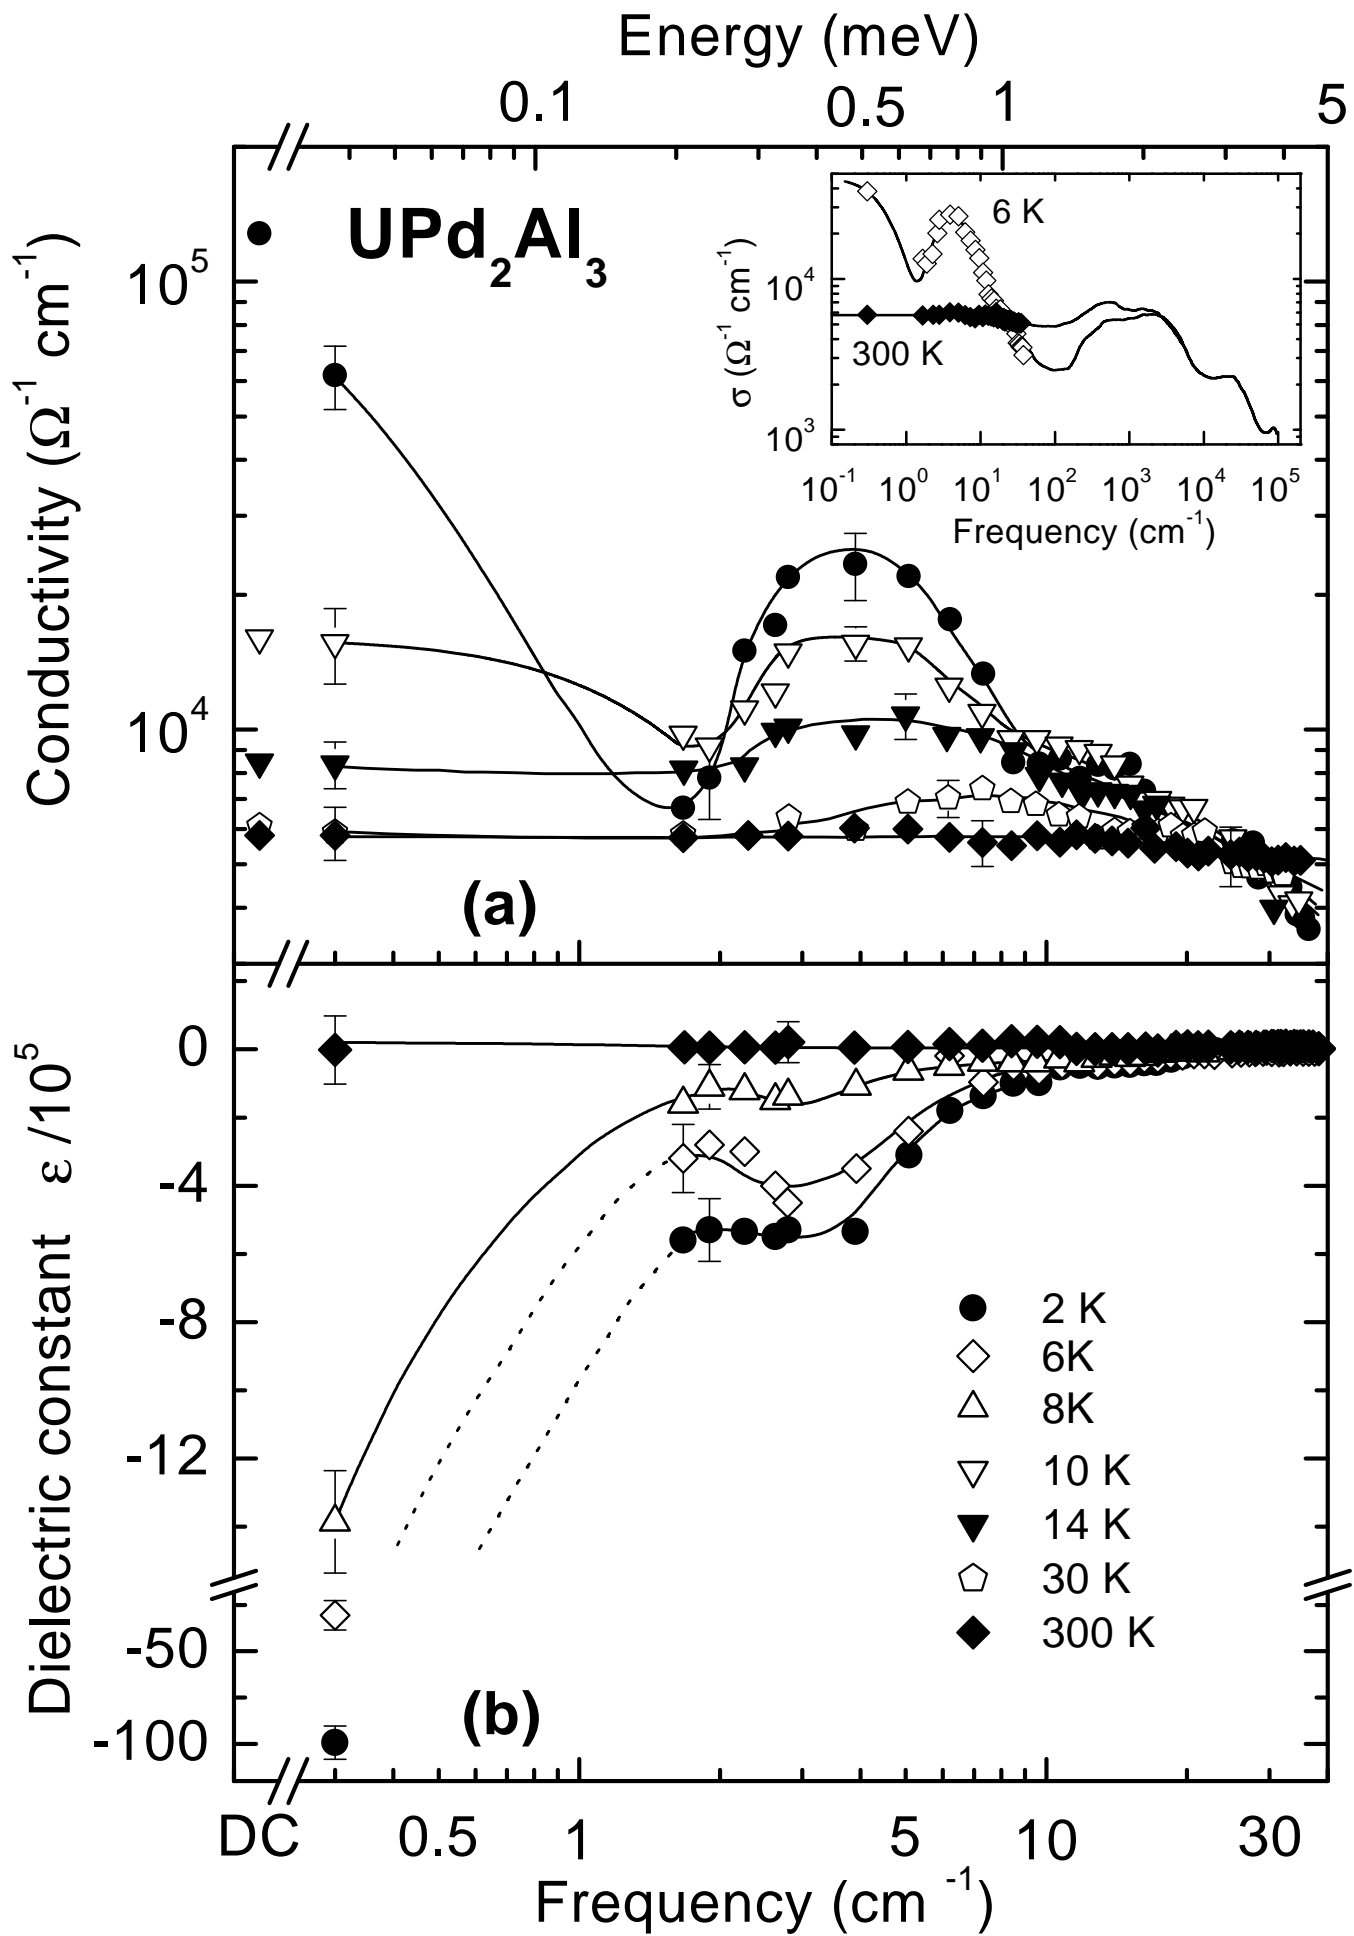 Energy (meV)
0.1 0.5 1 5
UPd2Al3
Conductivity (Ω-1 cm-1)
10^5
10^4
6 K
300 K
σ (Ω-1 cm-1)
10^4
10^3
10-1 10^0 10^1 10^2 10^3 10^4 10^5
Frequency (cm-1)
(a)
Dielectric constant ε /10^5
0
-4
-8
-12
-50
-100
2 K
6K
8K
10 K
14 K
30 K
300 K
(b)
DC 0.5 1 5 10 30
Frequency (cm -1)